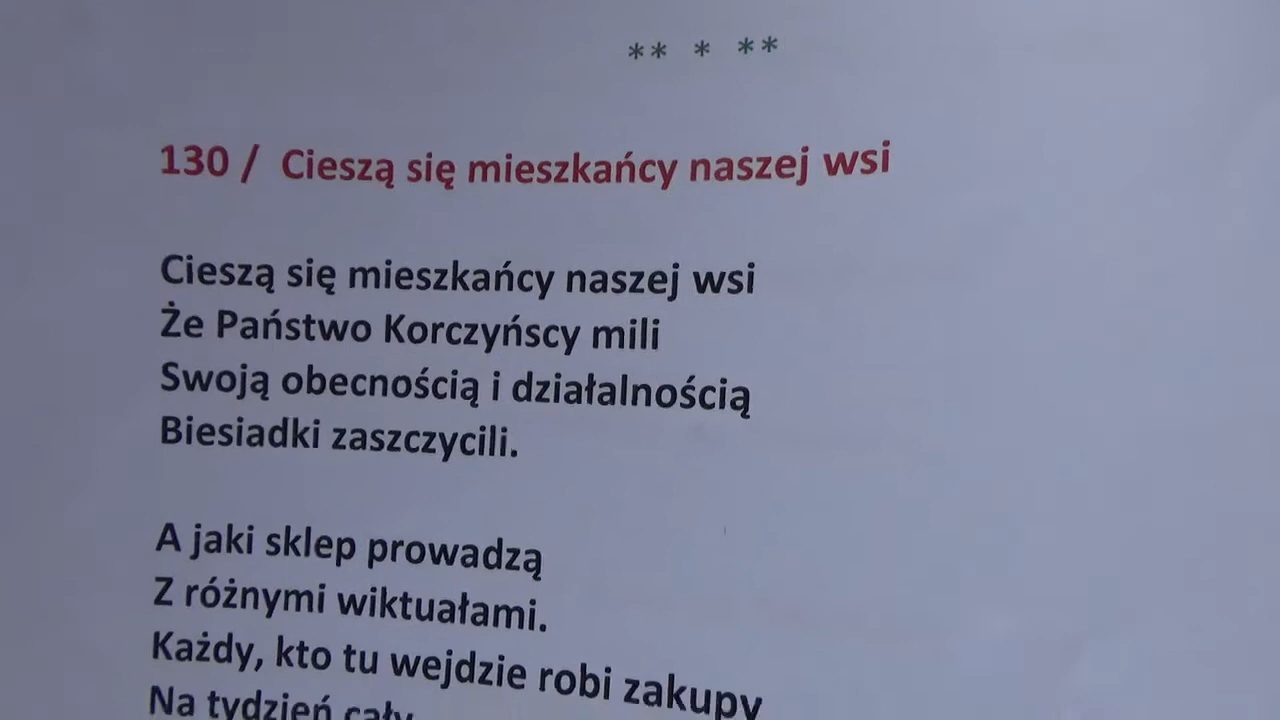 ** * **
130 / Cieszą się mieszkańcy naszej wsi
Cieszą się mieszkańcy naszej wsi
Że Państwo Korczyńscy mili
Swoją obecnością i działalnością
Biesiadki zaszczycili.
A jaki sklep prowadzą
Z różnymi wiktuałami.
Każdy, kto tu wejdzie robi zakupy
Na tydzień cały